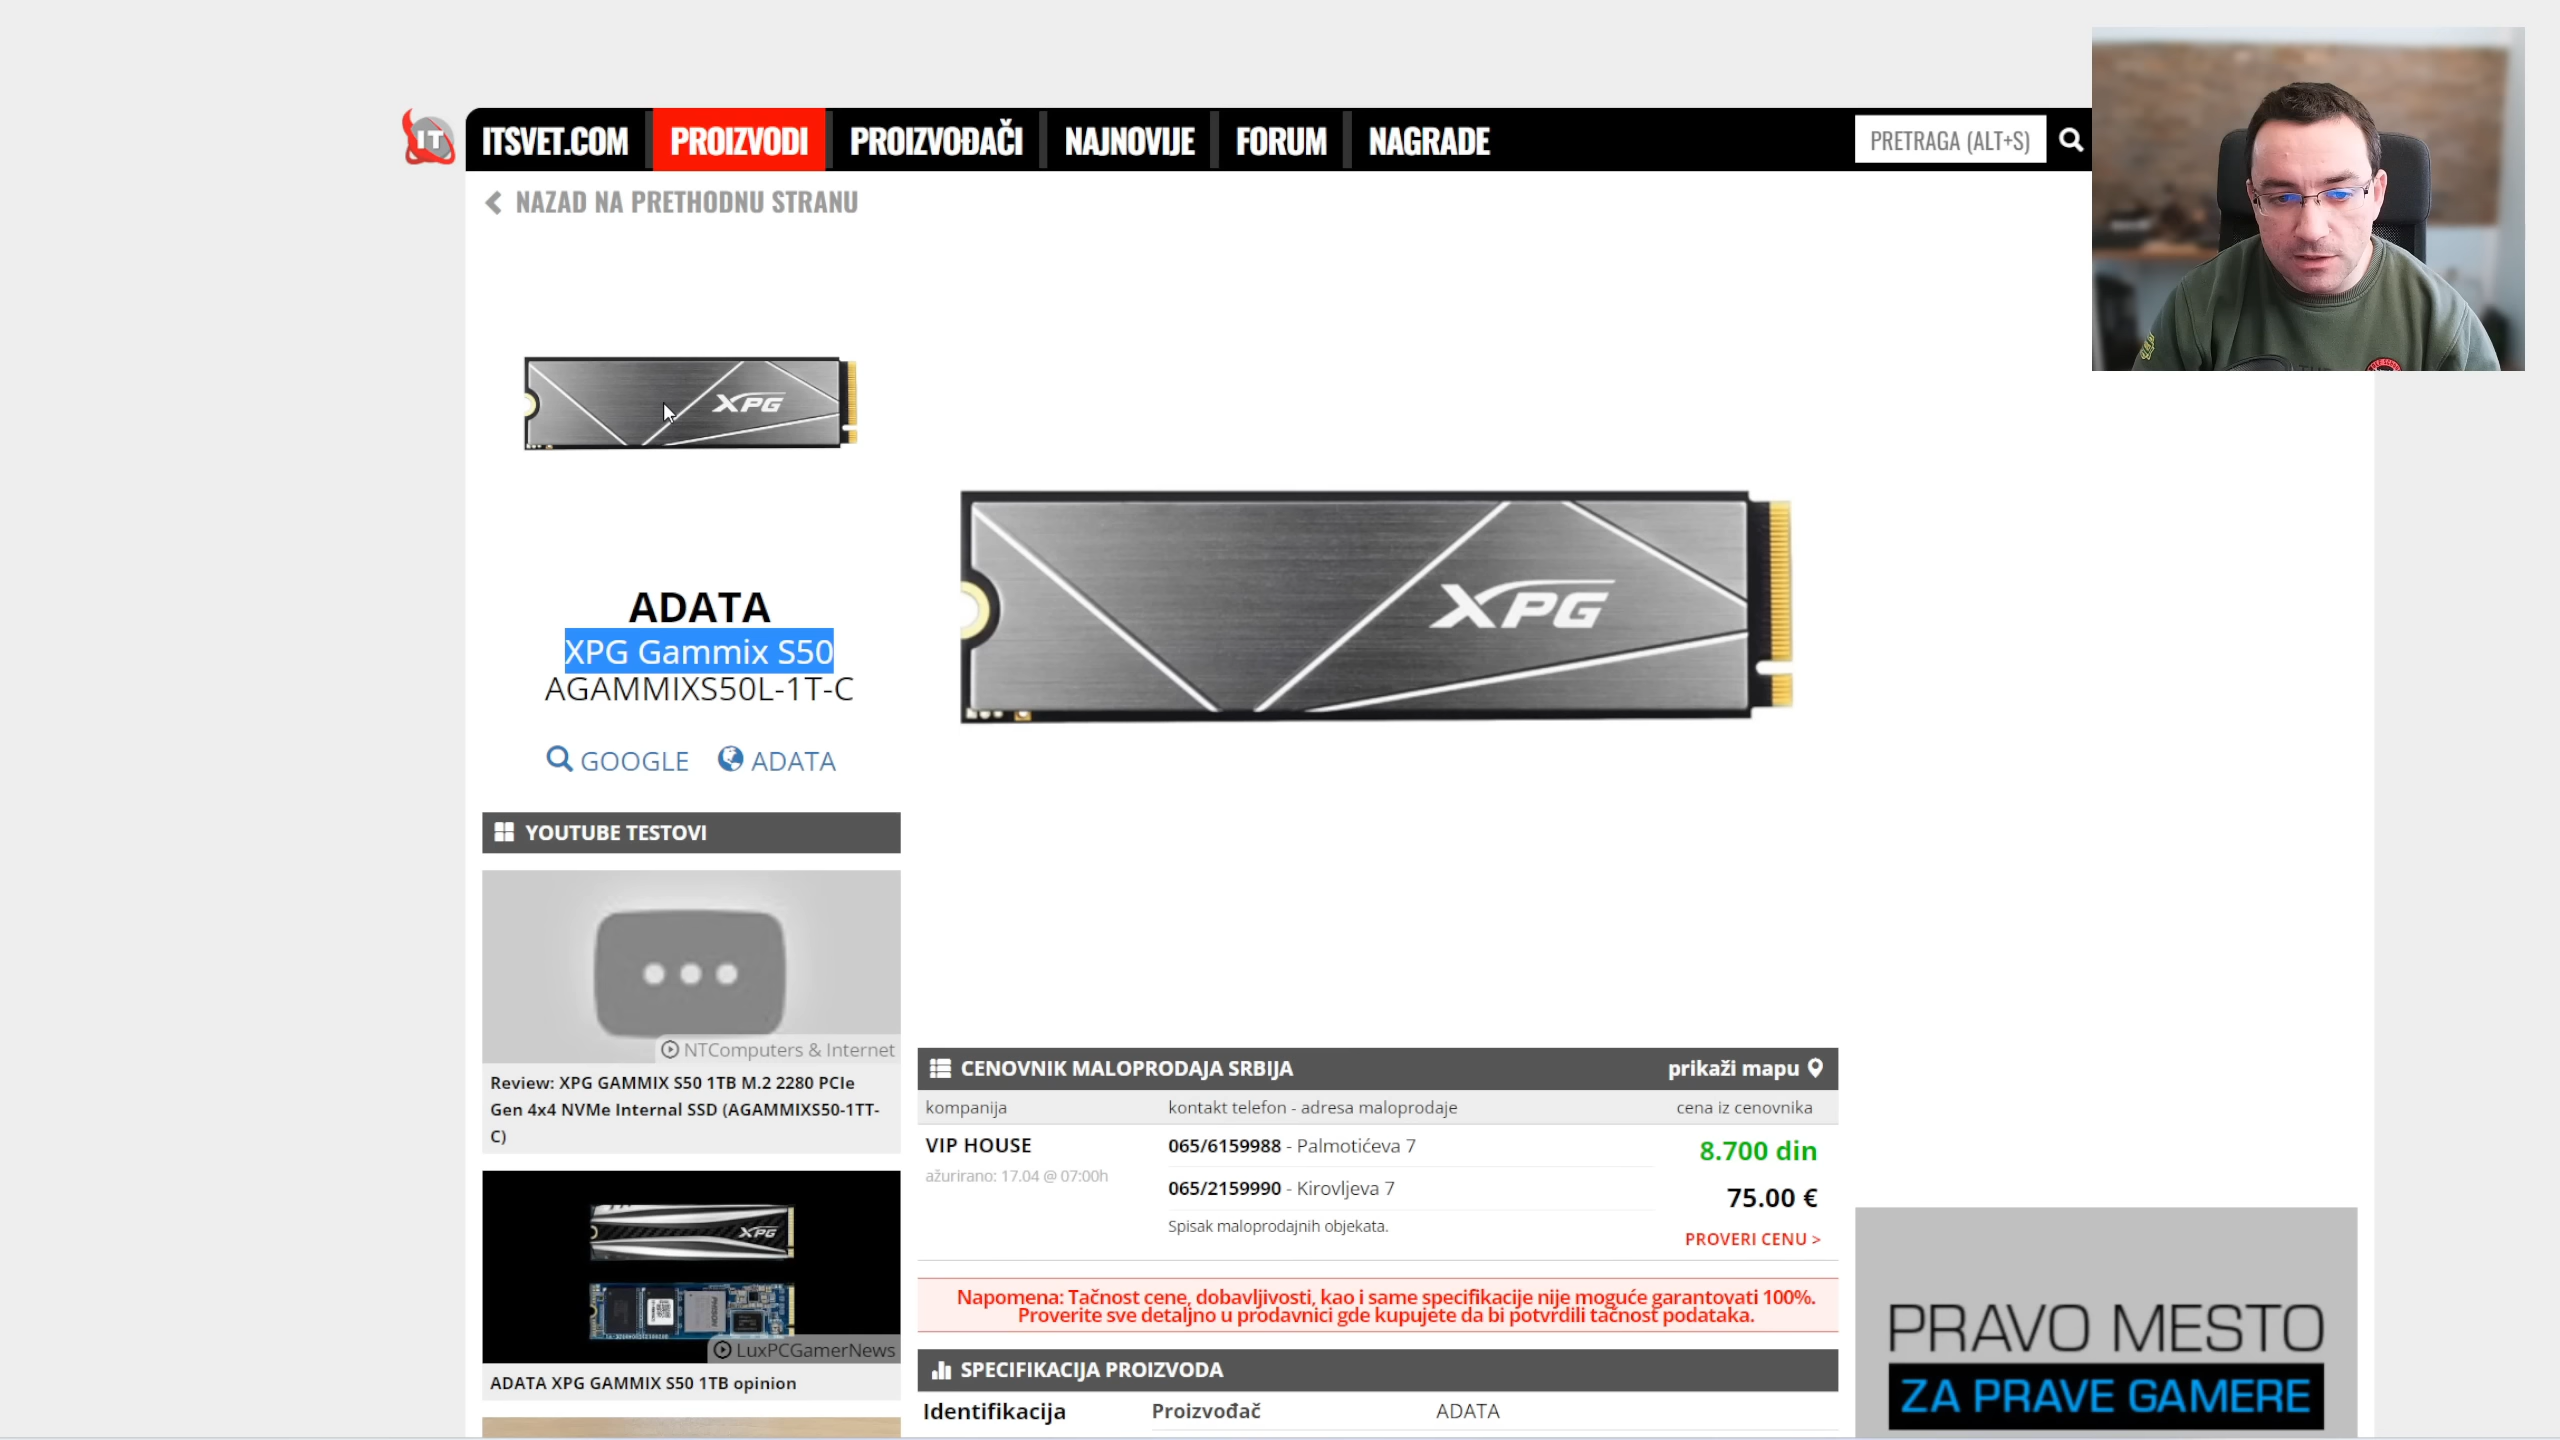 IT
ITSVET.COM
PROIZVODI
PROIZVOĐAČI
NAJNOVIJE
FORUM
NAGRADE
PRETRAGA (ALT+S)
NAZAD NA PRETHODNU STRANU
XPG
XPG
ADATA
XPG Gammix S50
AGAMMIXS50L-1T-C
GOOGLE
ADATA
YOUTUBE TESTOVI
NTComputers & Internet
Review: XPG GAMMIX S50 1TB M.2 2280 PCIe
Gen 4x4 NVMe Internal SSD (AGAMMIXS50-1TT-
C)
XPG
LuxPCGamerNews
ADATA XPG GAMMIX S50 1TB opinion
CENOVNIK MALOPRODAJA SRBIJA
prikaži mapu
kompanija
kontakt telefon - adresa maloprodaje
cena iz cenovnika
VIP HOUSE
ažurirano: 17.04 @ 07:00h
065/6159988 - Palmotićeva 7
065/2159990 - Kirovljeva 7
Spisak maloprodajnih objekata.
8.700 din
75.00 €
PROVERI CENU >
Napomena: Tačnost cene, dobavljivosti, kao i same specifikacije nije moguće garantovati 100%.
Proverite sve detaljno u prodavnici gde kupujete da bi potvrdili tačnost podataka.
SPECIFIKACIJA PROIZVODA
Identifikacija
Proizvođač
ADATA
PRAVO MESTO
ZA PRAVE GAMERE